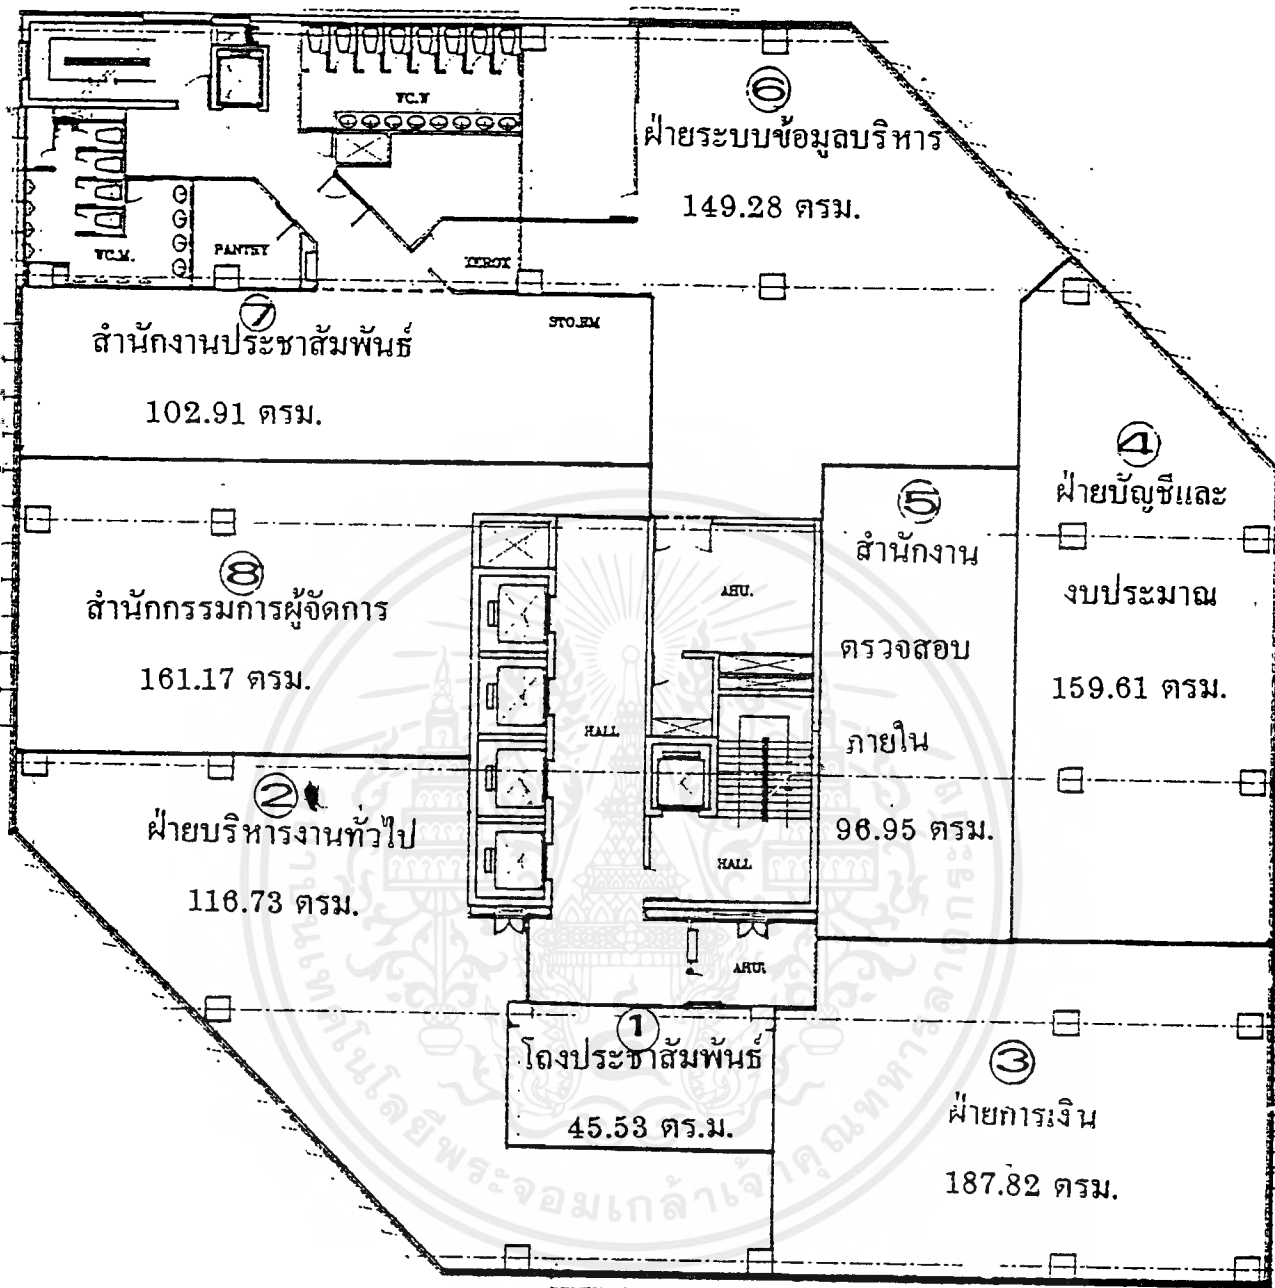 WC.W
⑥
ฝ่ายระบบข้อมูลบริหาร
149.28 ตรม.
WC.M.
PANTRY
XEROX
⑦
สำนักงานประชาสัมพันธ์
102.91 ตรม.
STO.RM
④
ฝ่ายบัญชีและ
งบประมาณ
159.61 ตรม.
⑤
สำนักงาน
ตรวจสอบ
ภายใน
96.95 ตรม.
⑧
สำนักกรรมการผู้จัดการ
161.17 ตรม.
AHU.
HALL
②
ฝ่ายบริหารงานทั่วไป
116.73 ตรม.
HALL
AHU.
①
โถงประชาสัมพันธ์
45.53 ตร.ม.
③
ฝ่ายการเงิน
187.82 ตรม.